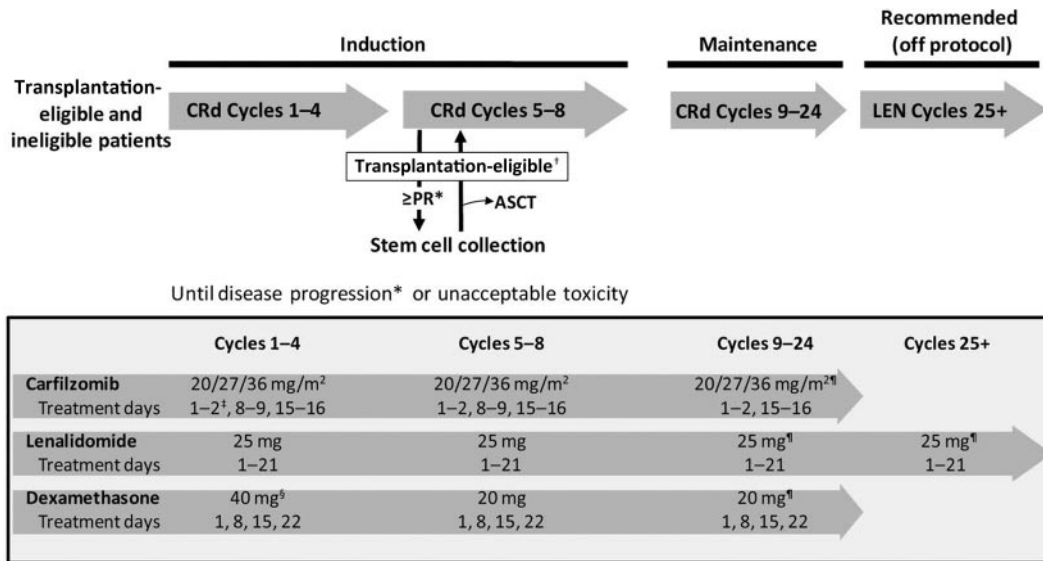 Recommended
Induction Maintenance (off protocol)
Transplantation-
eligible and
ineligible patients
CRd Cycles 1–4 CRd Cycles 5–8 CRd Cycles 9–24 LEN Cycles 25+
Transplantation-eligible†
≥PR* ASCT
Stem cell collection
Until disease progression* or unacceptable toxicity
Cycles 1–4 Cycles 5–8 Cycles 9–24 Cycles 25+
Carfilzomib 20/27/36 mg/m² 20/27/36 mg/m² 20/27/36 mg/m²¶
Treatment days 1–2‡, 8–9, 15–16 1–2, 8–9, 15–16 1–2, 15–16
Lenalidomide 25 mg 25 mg 25 mg¶ 25 mg¶
Treatment days 1–21 1–21 1–21 1–21
Dexamethasone 40 mg§ 20 mg 20 mg¶
Treatment days 1, 8, 15, 22 1, 8, 15, 22 1, 8, 15, 22